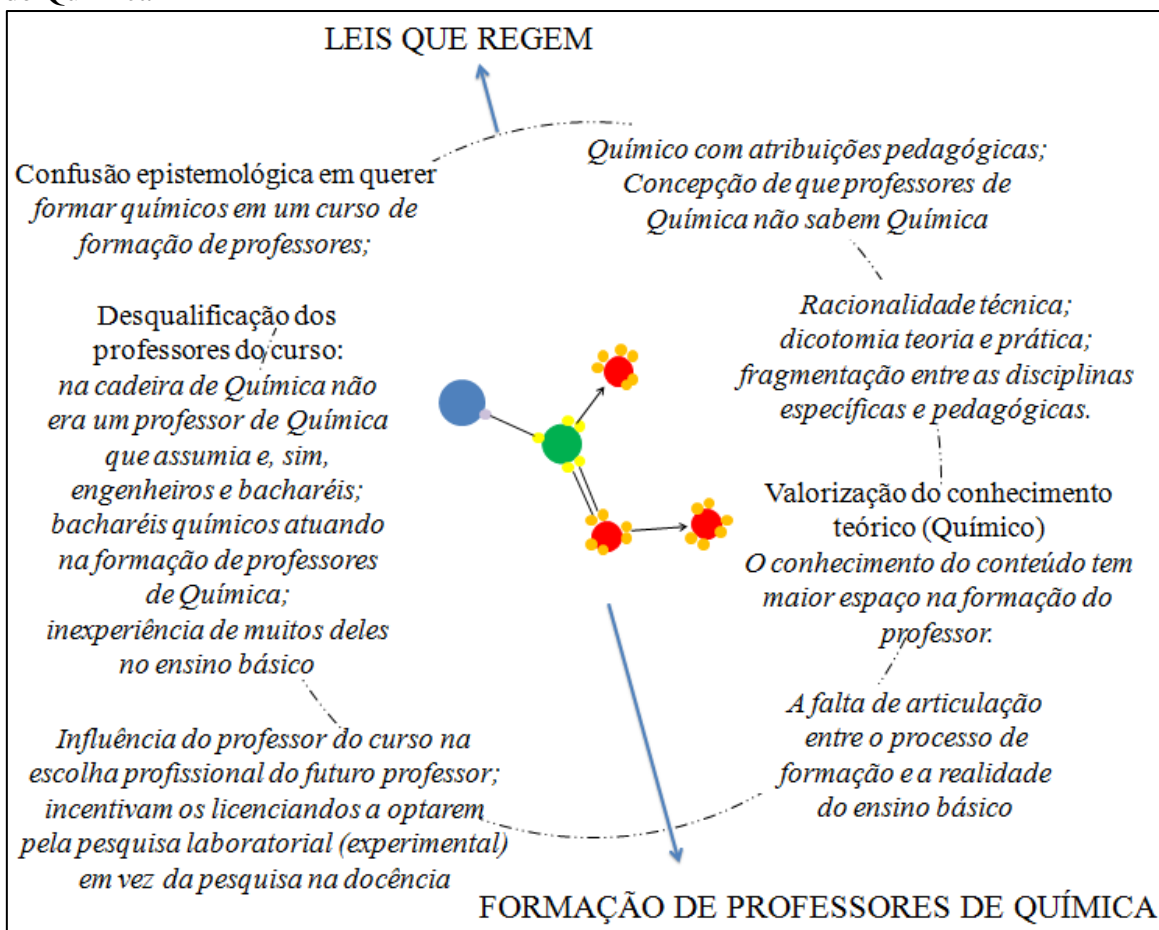 LEIS QUE REGEM
Confusão epistemológica em querer
formar químicos em um curso de
formação de professores;
Químico com atribuições pedagógicas;
Concepção de que professores de
Química não sabem Química
Desqualificação dos
professores do curso:
na cadeira de Química não
era um professor de Química
que assumia e, sim,
engenheiros e bacharéis;
bacharéis químicos atuando
na formação de professores
de Química;
inexperiência de muitos deles
no ensino básico
Racionalidade técnica;
dicotomia teoria e prática;
fragmentação entre as disciplinas
específicas e pedagógicas.
Valorização do conhecimento
teórico (Químico)
O conhecimento do conteúdo tem
maior espaço na formação do
professor.
Influência do professor do curso na
escolha profissional do futuro professor;
incentivam os licenciandos a optarem
pela pesquisa laboratorial (experimental)
em vez da pesquisa na docência
A falta de articulação
entre o processo de
formação e a realidade
do ensino básico
FORMAÇÃO DE PROFESSORES DE QUÍMICA